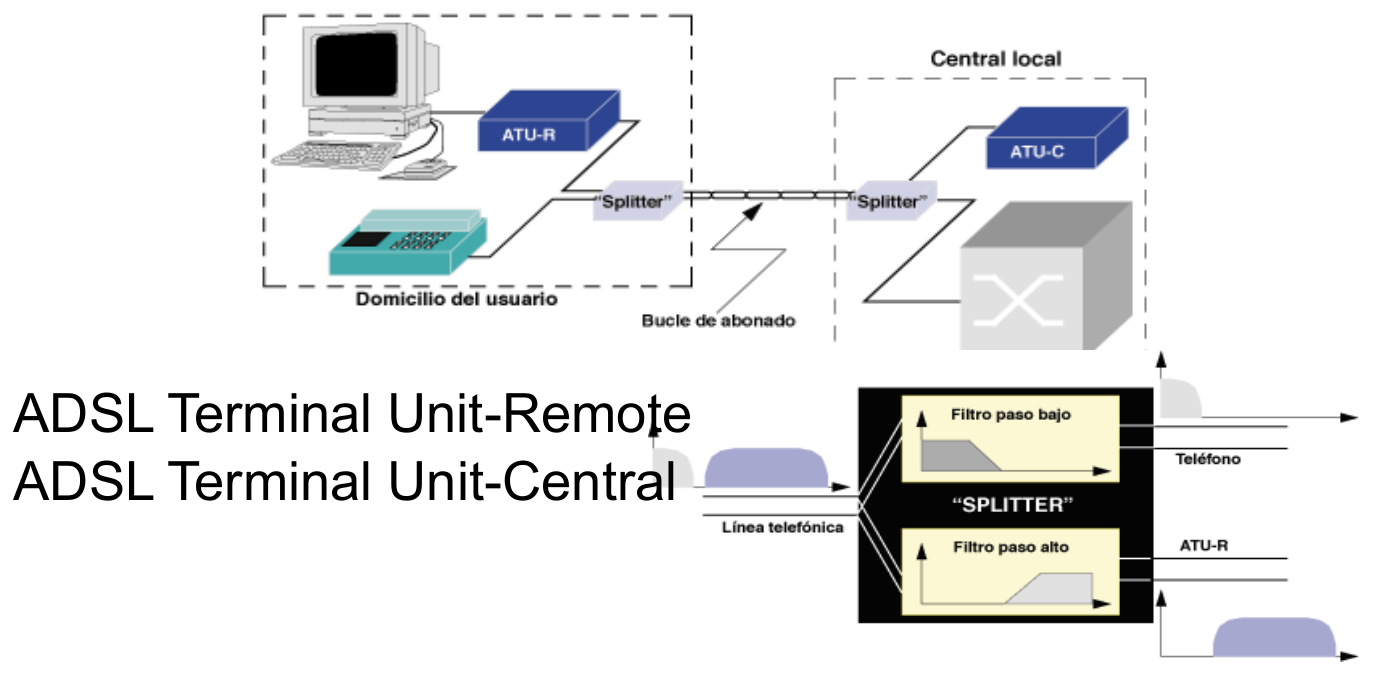 Central local
ATU-R
ATU-C
“Splitter”
“Splitter”
Domicilio del usuario
Bucle de abonado
ADSL Terminal Unit-Remote
ADSL Terminal Unit-Central
Filtro paso bajo
Teléfono
“SPLITTER”
Línea telefónica
Filtro paso alto
ATU-R